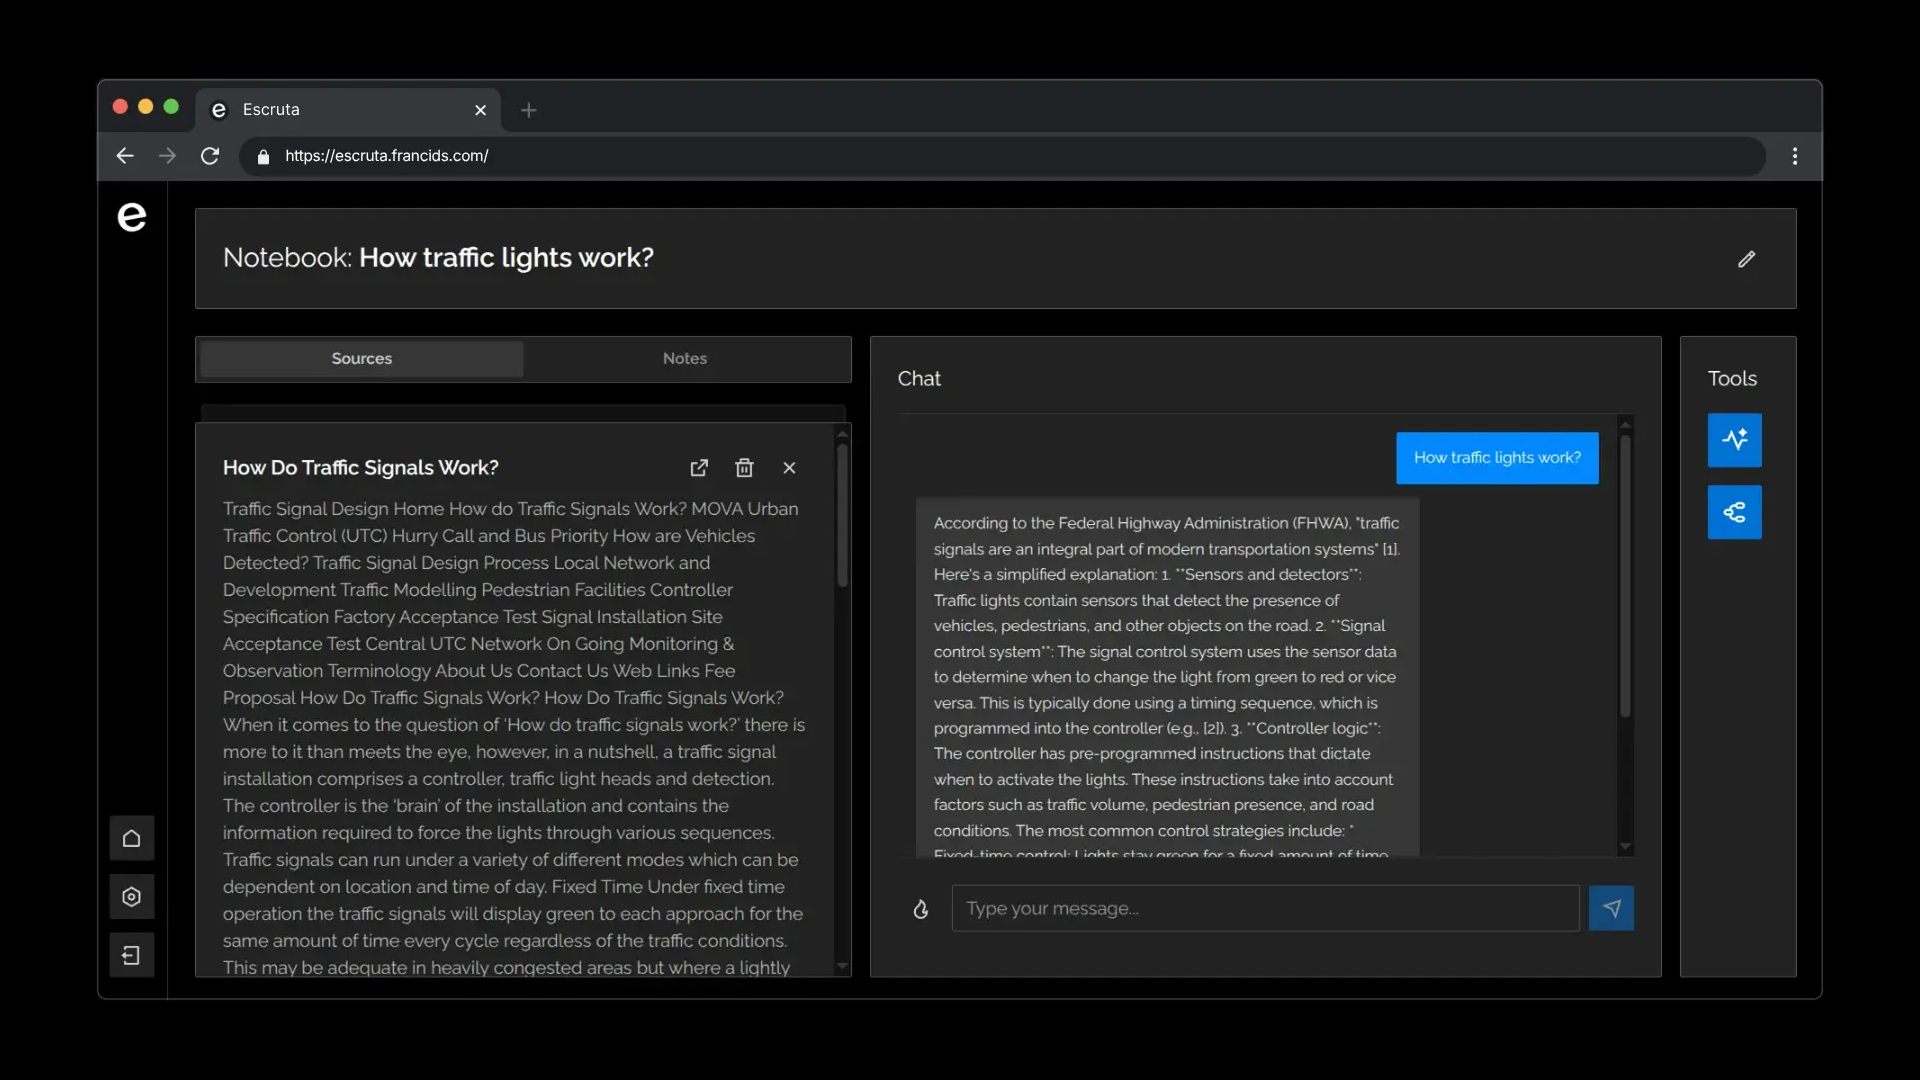 Escruta
https://escruta.francids.com/
Notebook: How traffic lights work?
Sources
Notes
How Do Traffic Signals Work?
Traffic Signal Design Home How do Traffic Signals Work? MOVA Urban
Traffic Control (UTC) Hurry Call and Bus Priority How are Vehicles
Detected? Traffic Signal Design Process Local Network and
Development Traffic Modelling Pedestrian Facilities Controller
Specification Factory Acceptance Test Signal Installation Site
Acceptance Test Central UTC Network On Going Monitoring &
Observation Terminology About Us Contact Us Web Links Fee
Proposal How Do Traffic Signals Work? How Do Traffic Signals Work?
When it comes to the question of ‘How do traffic signals work?’ there is
more to it than meets the eye, however, in a nutshell, a traffic signal
installation comprises a controller, traffic light heads and detection.
The controller is the ‘brain’ of the installation and contains the
information required to force the lights through various sequences.
Traffic signals can run under a variety of different modes which can be
dependent on location and time of day. Fixed Time Under fixed time
operation the traffic signals will display green to each approach for the
same amount of time every cycle regardless of the traffic conditions.
This may be adequate in heavily congested areas but where a lightly
Chat
How traffic lights work?
According to the Federal Highway Administration (FHWA), "traffic
signals are an integral part of modern transportation systems" [1].
Here's a simplified explanation: 1. **Sensors and detectors**:
Traffic lights contain sensors that detect the presence of
vehicles, pedestrians, and other objects on the road. 2. **Signal
control system**: The signal control system uses the sensor data
to determine when to change the light from green to red or vice
versa. This is typically done using a timing sequence, which is
programmed into the controller (e.g., [2]). 3. **Controller logic**:
The controller has pre-programmed instructions that dictate
when to activate the lights. These instructions take into account
factors such as traffic volume, pedestrian presence, and road
conditions. The most common control strategies include: *
Fixed-time control: Lights stay green for a fixed amount of time
Type your message...
Tools